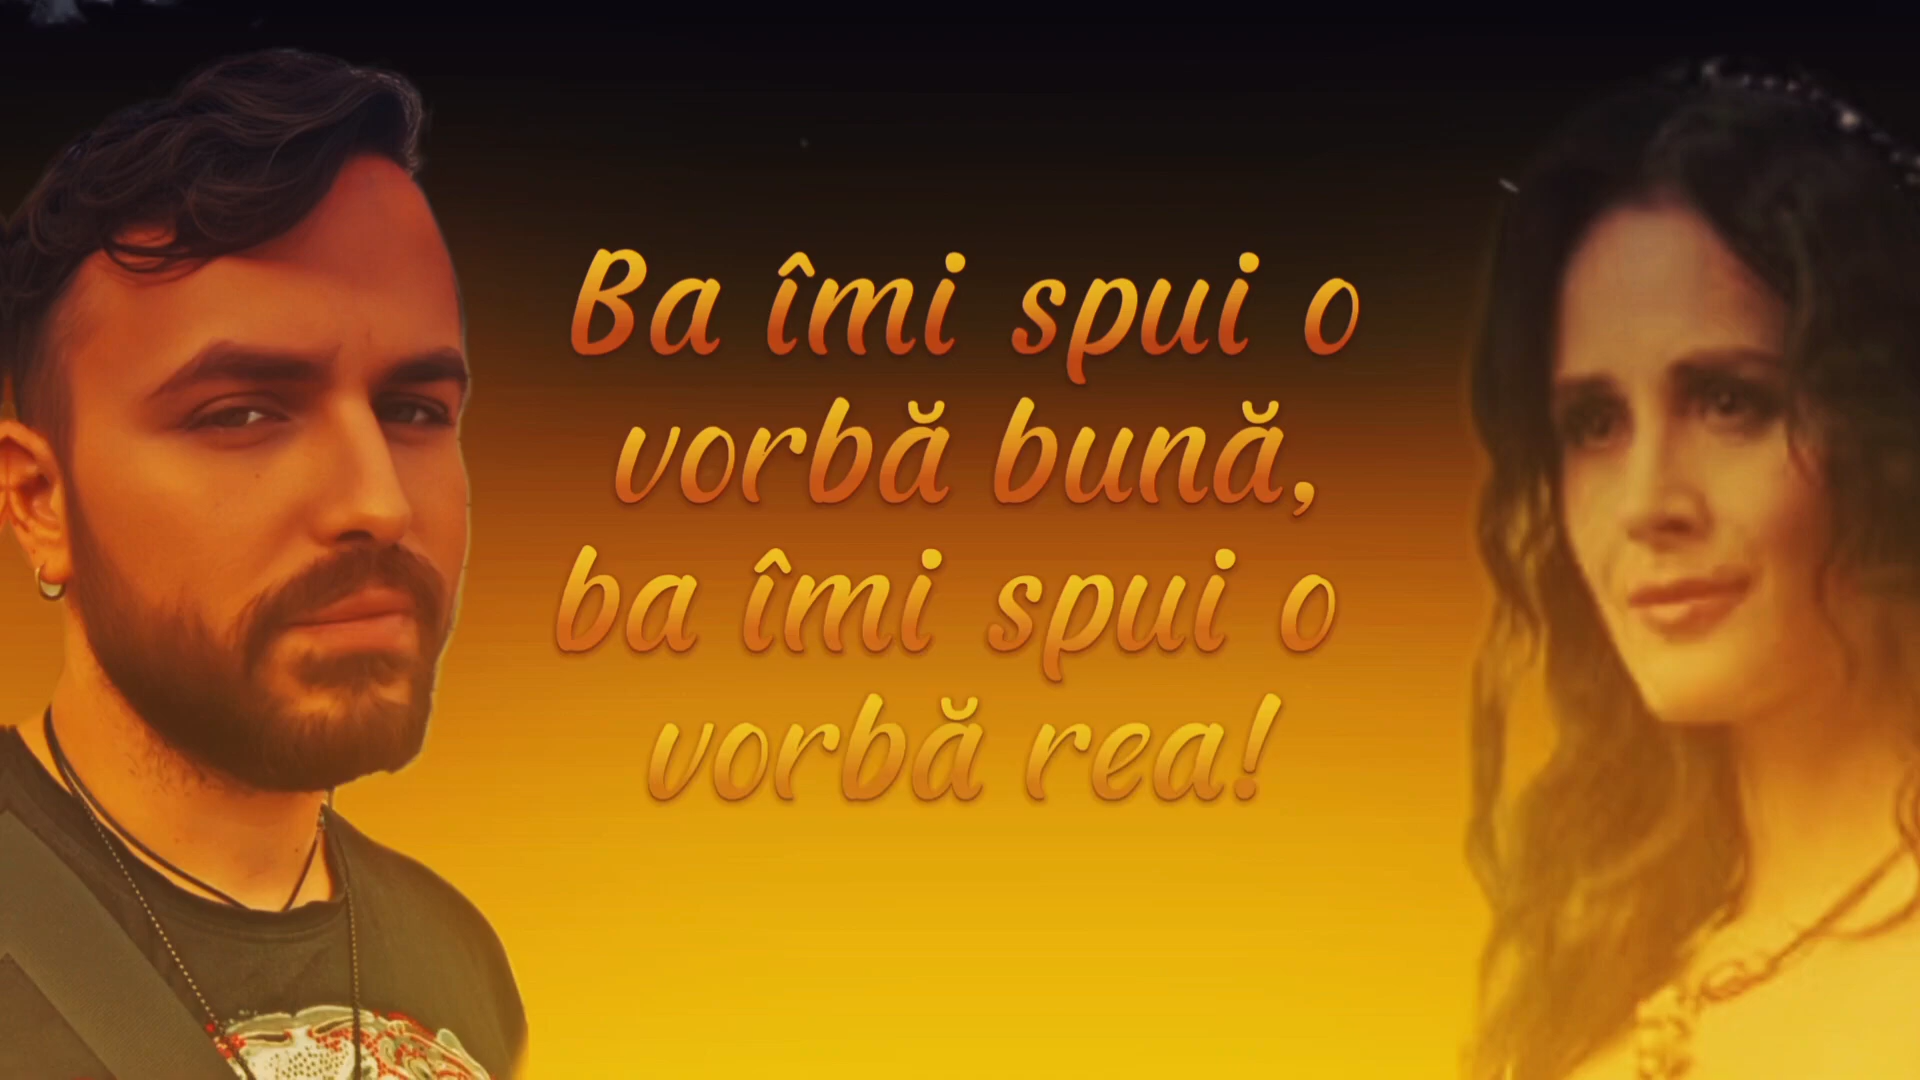 Ba îmi spui o
vorbă bună,
ba îmi spui o
vorbă rea!